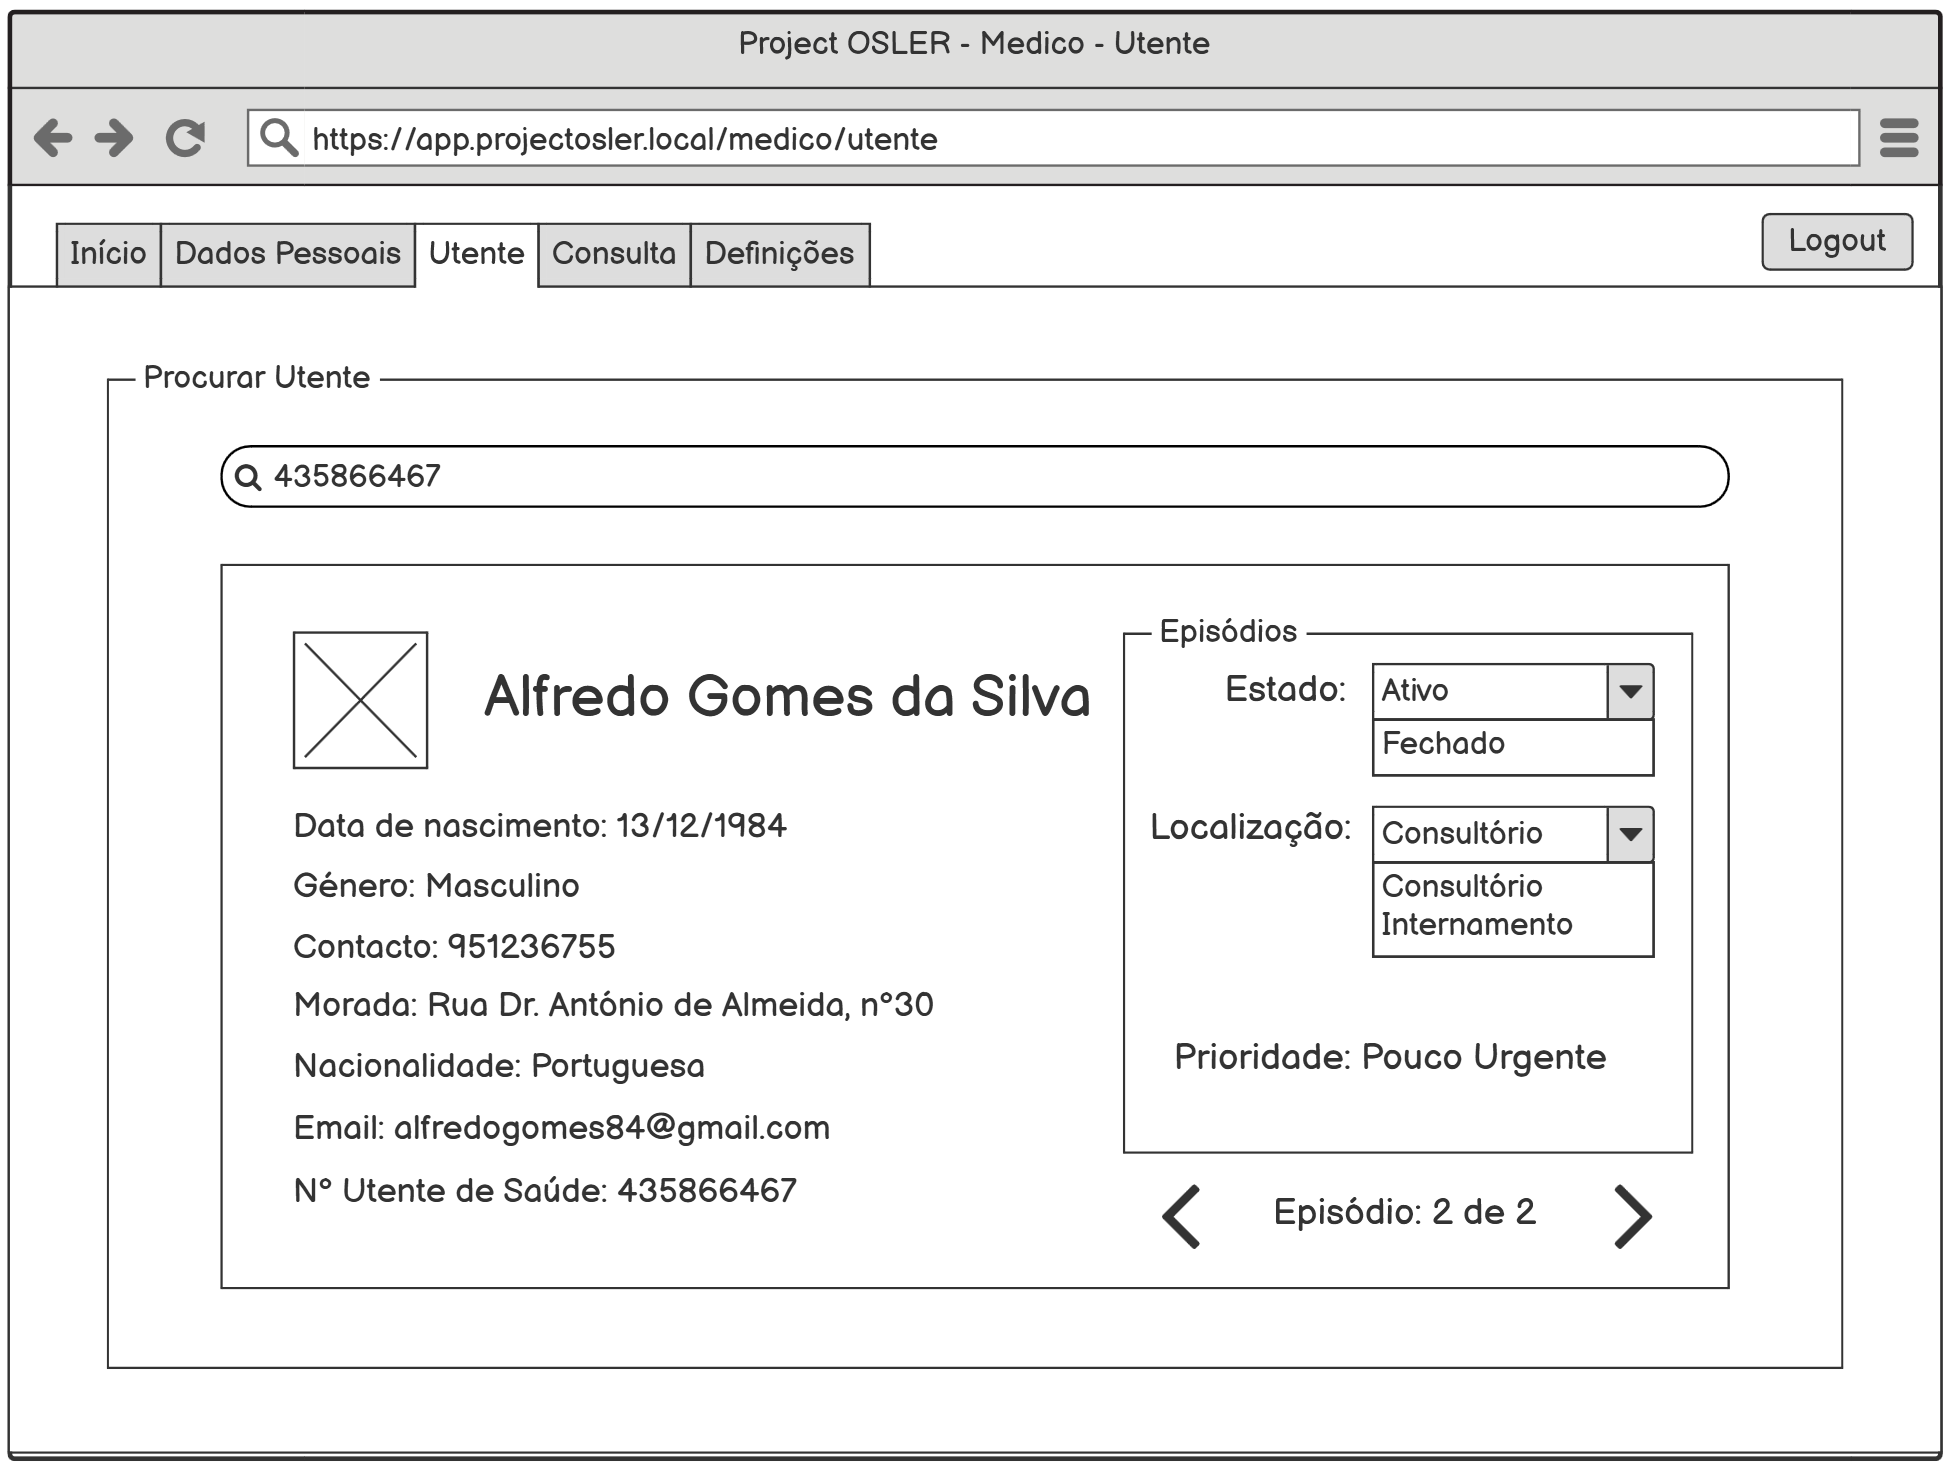 Project OSLER - Medico - Utente
https://app.projectosler.local/medico/utente
Início Dados Pessoais Utente Consulta Definições
Logout
Procurar Utente
435866467
Alfredo Gomes da Silva
Data de nascimento: 13/12/1984
Género: Masculino
Contacto: 951236755
Morada: Rua Dr. António de Almeida, nº30
Nacionalidade: Portuguesa
Email: alfredogomes84@gmail.com
Nº Utente de Saúde: 435866467
Episódios
Estado: Ativo
Fechado
Localização: Consultório
Consultório
Internamento
Prioridade: Pouco Urgente
Episódio: 2 de 2